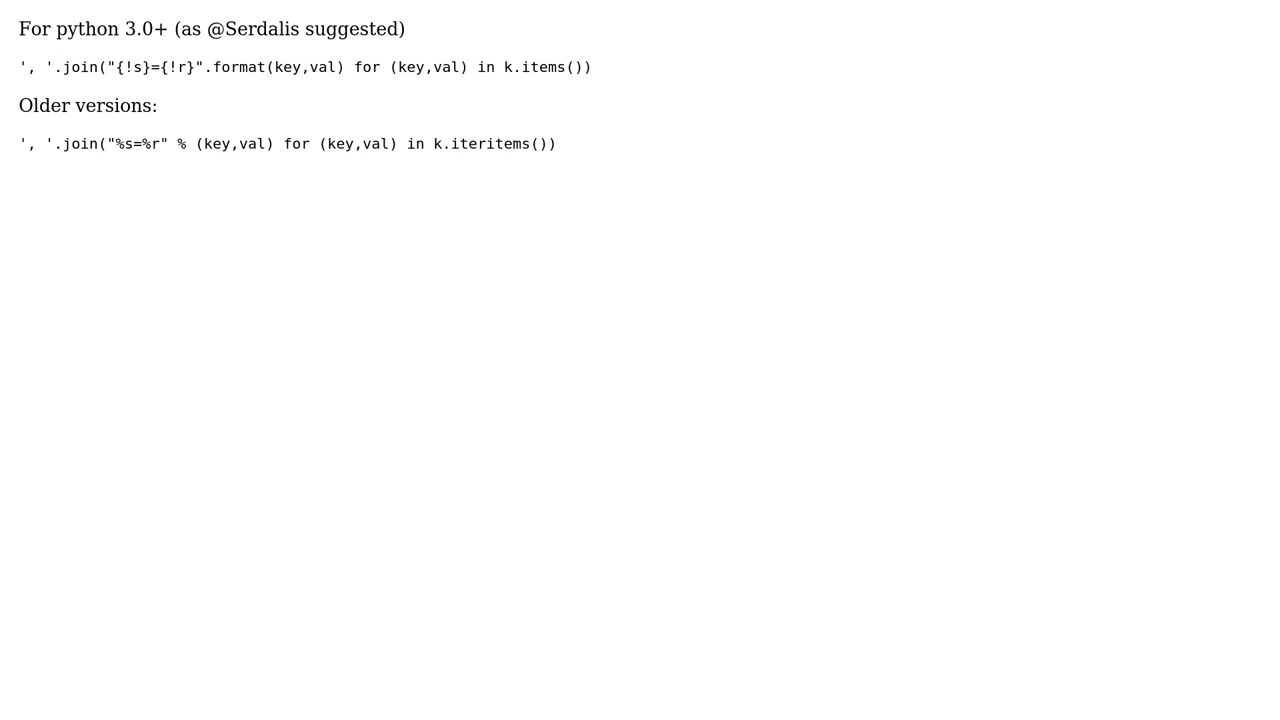 For python 3.0+ (as @Serdalis suggested)
', '.join("{!s}={!r}".format(key,val) for (key,val) in k.items())
Older versions:
', '.join("%s=%r" % (key,val) for (key,val) in k.iteritems())